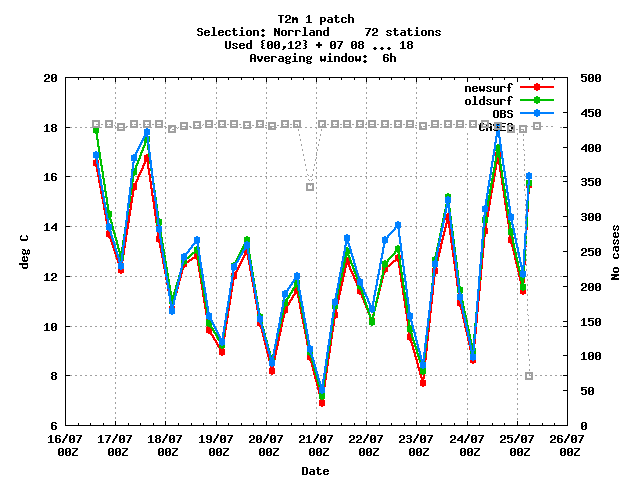 T2m 1 patch
Selection: Norrland     72 stations
Used {00,12} + 07 08 ... 18
Averaging window:  6h
newsurf
oldsurf
OBS
CASES
20
18
16
14
12
10
8
6
500
450
400
350
300
250
200
150
100
50
0
deg C
No cases
16/07 17/07 18/07 19/07 20/07 21/07 22/07 23/07 24/07 25/07 26/07
00Z 00Z 00Z 00Z 00Z 00Z 00Z 00Z 00Z 00Z 00Z
Date